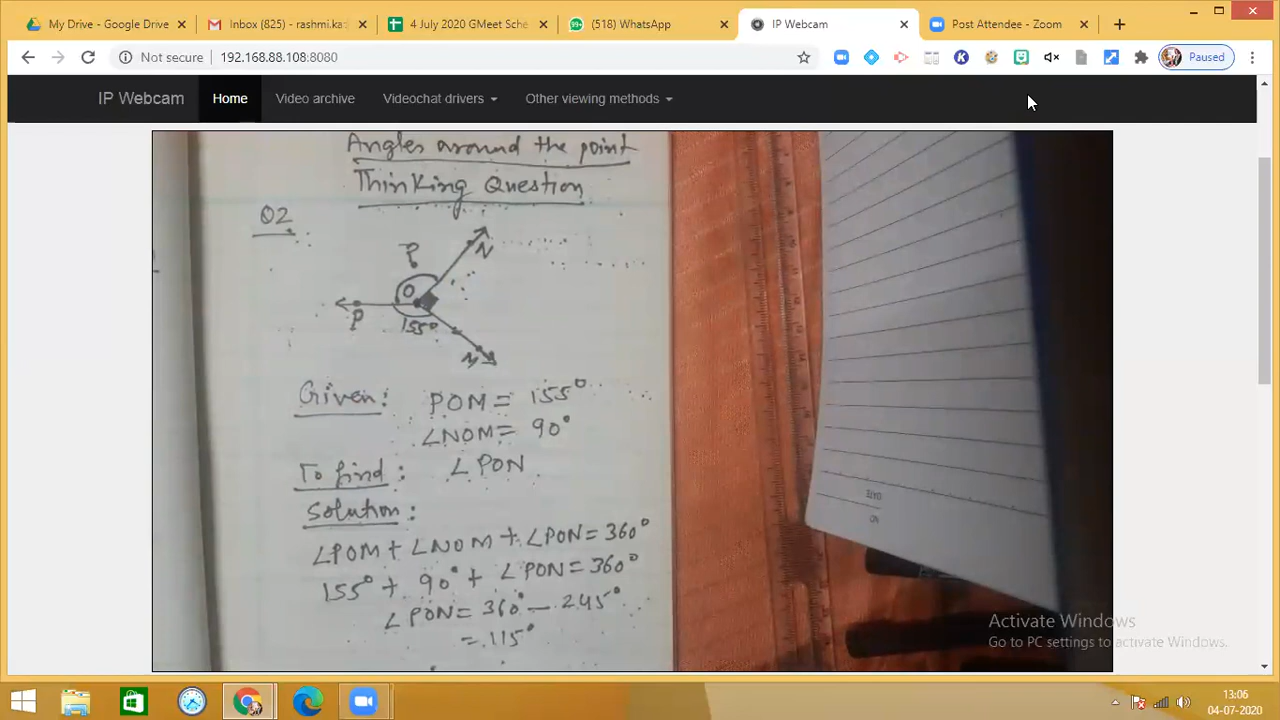 My Drive - Google Drive
Inbox (825) - rashmi.ka
4 July 2020 GMeet Sche
(518) WhatsApp
IP Webcam
Post Attendee - Zoom
Not secure
192.168.88.108:8080
Paused
IP Webcam
Home
Video archive
Videochat drivers
Other viewing methods
Angles around the point
Thinking Question
Q2
P
N
O
P
155°
M
Given: POM = 155°
∠NOM = 90°
To find: ∠PON
Solution:
∠POM + ∠NOM + ∠PON = 360°
155° + 90° + ∠PON = 360°
∠PON = 360° - 245°
= 115°
DATE
NO
Activate Windows
Go to PC settings to activate Windows.
13:06
04-07-2020